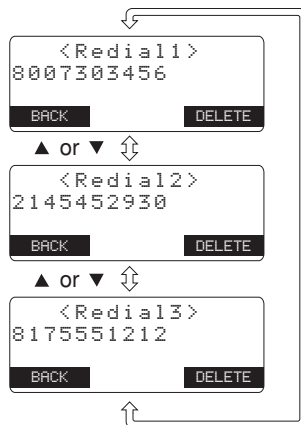 <Redial1>
8007303456
BACK DELETE
▲ or ▼
<Redial2>
2145452930
BACK DELETE
▲ or ▼
<Redial3>
8175551212
BACK DELETE